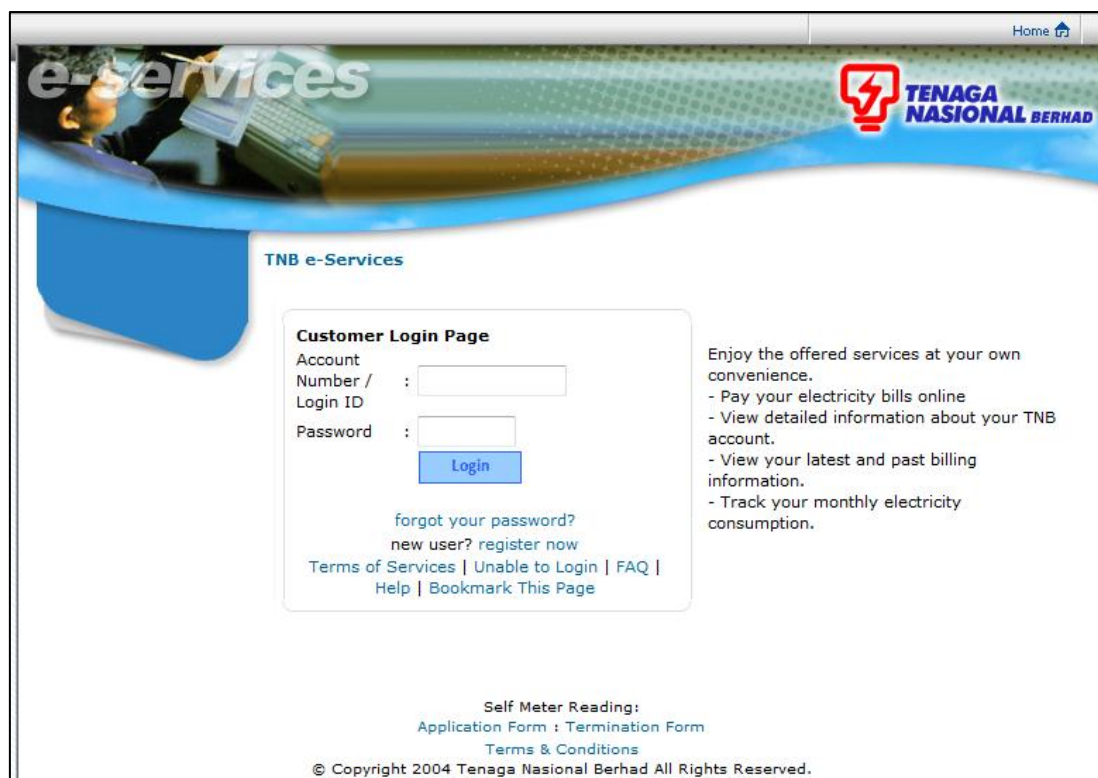 Home
e-services
TENAGA
NASIONAL BERHAD
TNB e-Services
Customer Login Page
Account
Number /
Login ID
:
Password :
Login
forgot your password?
new user? register now
Terms of Services | Unable to Login | FAQ |
Help | Bookmark This Page
Enjoy the offered services at your own
convenience.
- Pay your electricity bills online
- View detailed information about your TNB
account.
- View your latest and past billing
information.
- Track your monthly electricity
consumption.
Self Meter Reading:
Application Form : Termination Form
Terms & Conditions
© Copyright 2004 Tenaga Nasional Berhad All Rights Reserved.